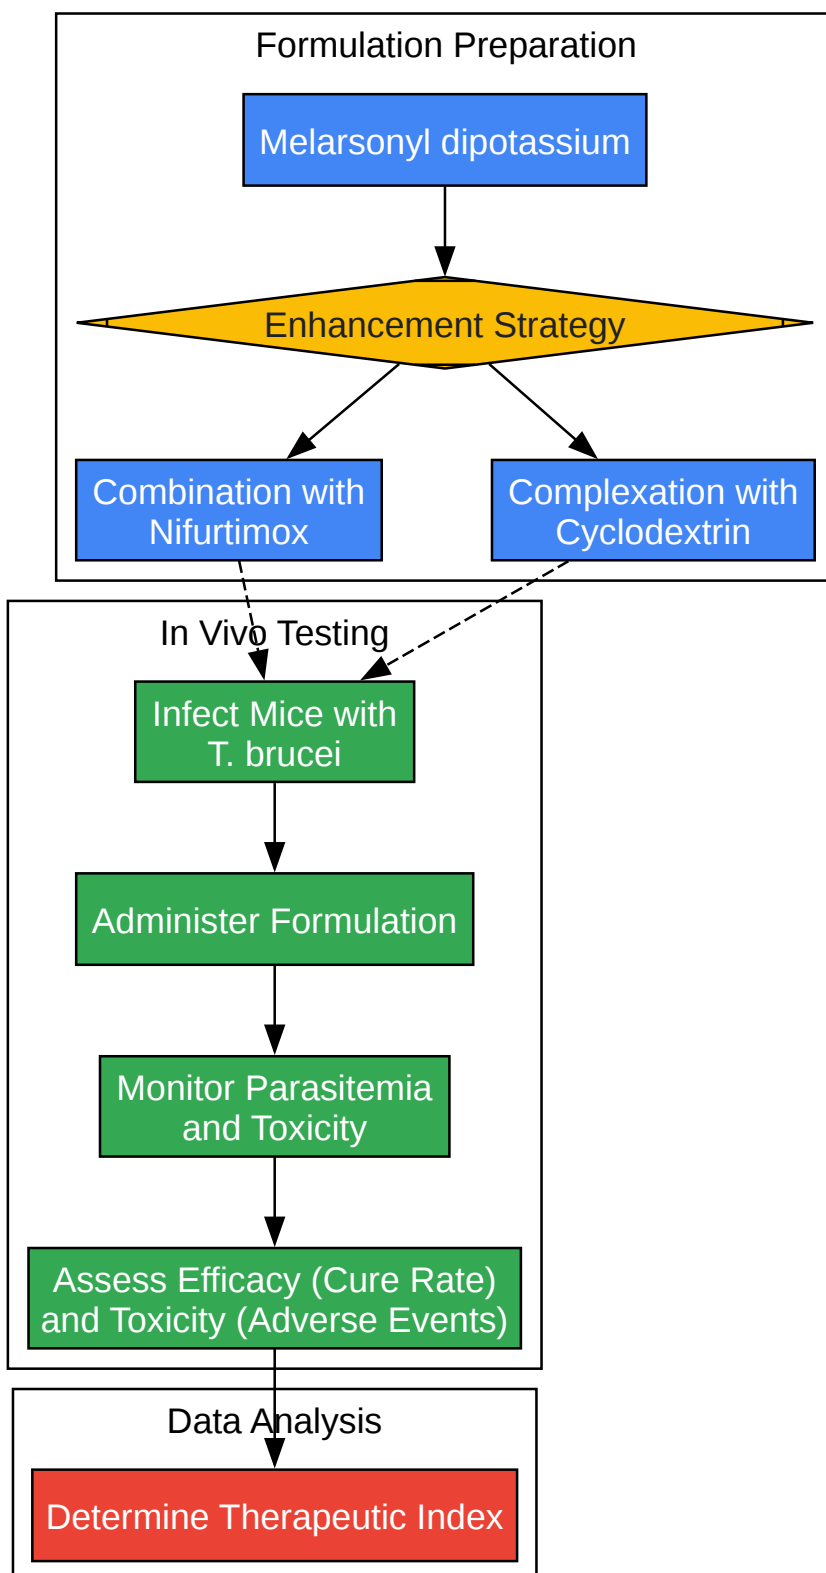 Formulation Preparation
Melarsonyl dipotassium
Enhancement Strategy
Combination with
Nifurtimox
Complexation with
Cyclodextrin
In Vivo Testing
Infect Mice with
T. brucei
Administer Formulation
Monitor Parasitemia
and Toxicity
Assess Efficacy (Cure Rate)
and Toxicity (Adverse Events)
Data Analysis
Determine Therapeutic Index